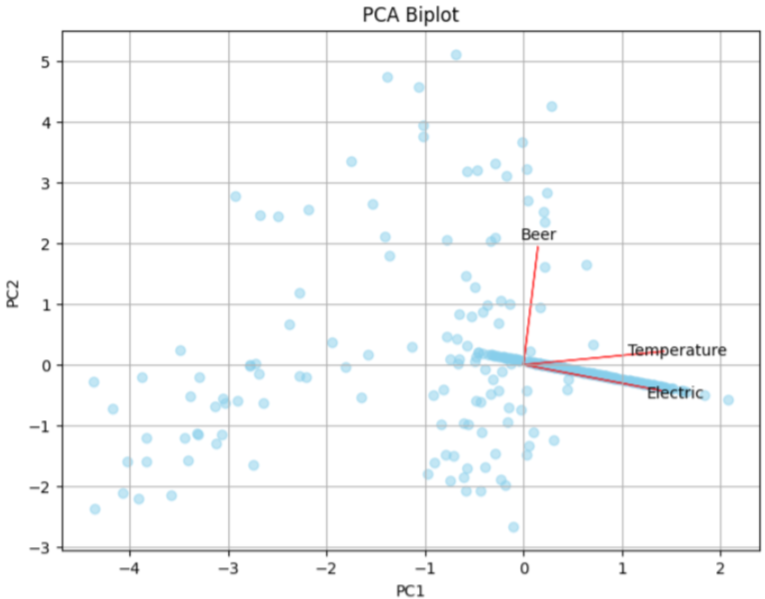 PCA Biplot
5
4
3
2
1
0
−1
−2
−3
PC2
Beer
Temperature
Electric
−4 −3 −2 −1 0 1 2
PC1